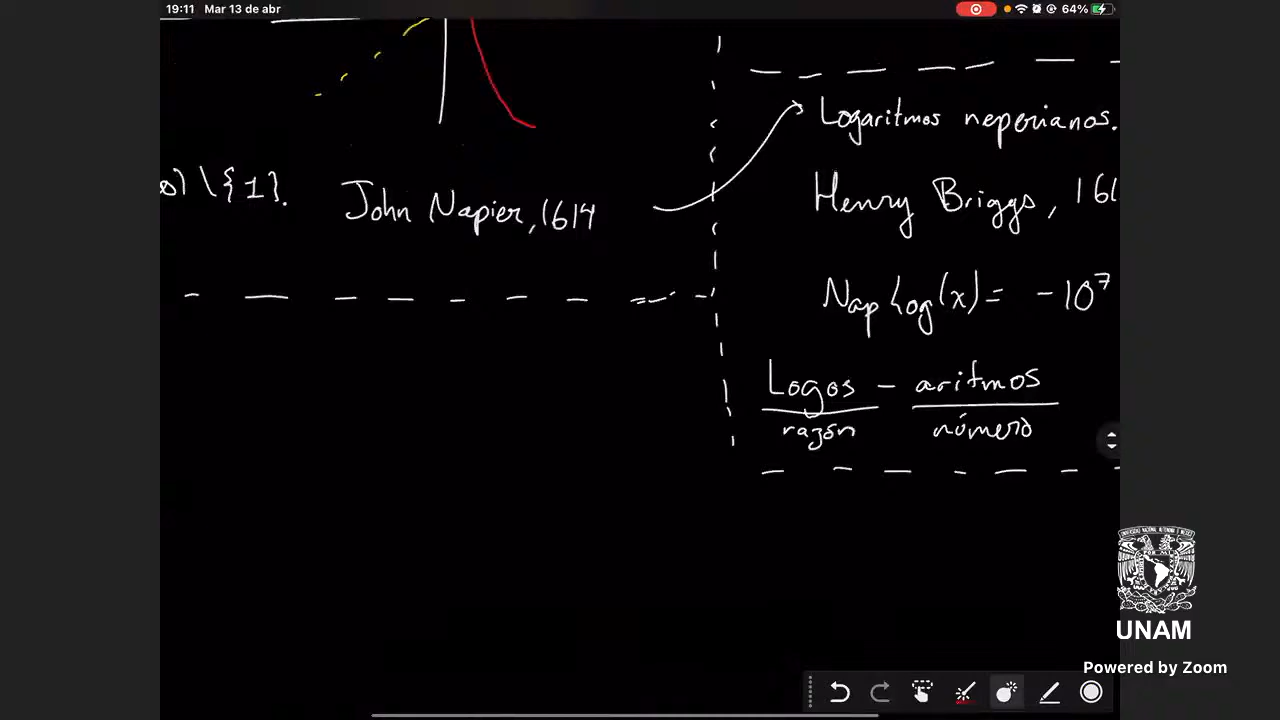 19:11 Mar 13 de abr 64%
\{1}.
John Napier, 1614
Logaritmos neperianos.
Henry Briggs, 161
Nap Log(x) = -10⁷
Logos - aritmos
razón número
UNAM
Powered by Zoom